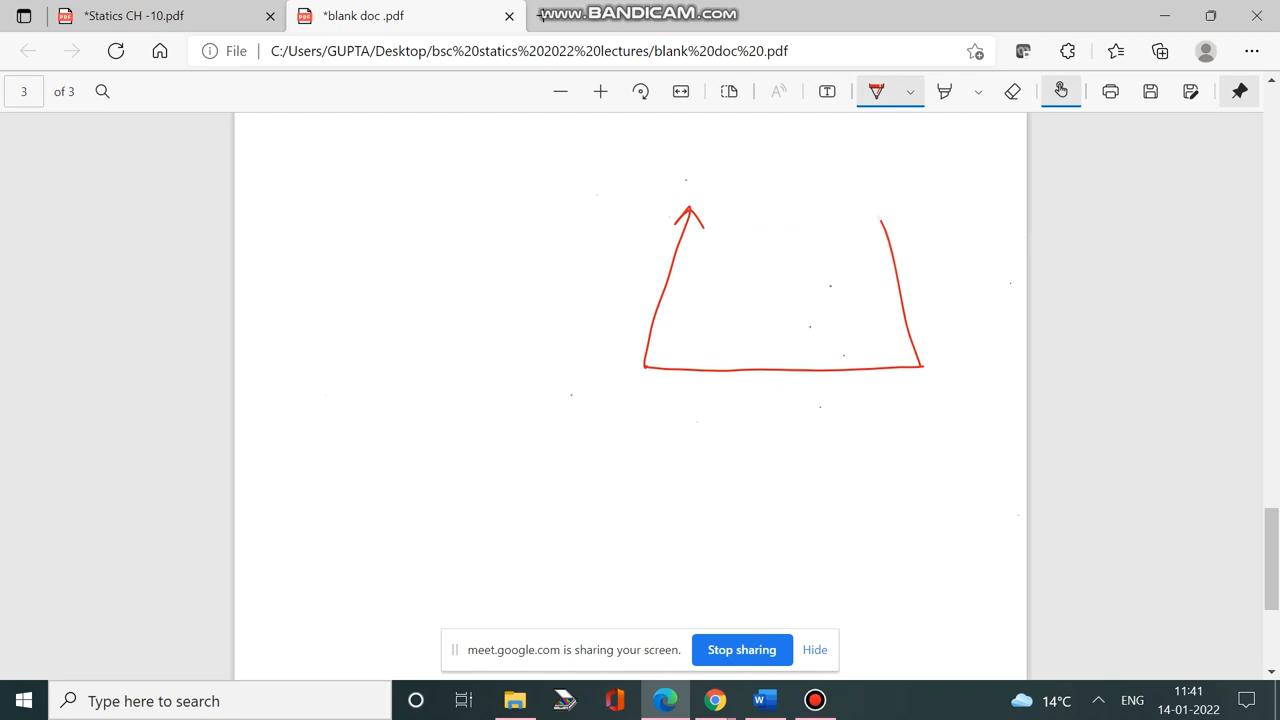 *Statics CH -10.pdf
*blank doc .pdf
www.BANDICAM.com
File
C:/Users/GUPTA/Desktop/bsc%20statics%202022%20lectures/blank%20doc%20.pdf
3 of 3
meet.google.com is sharing your screen. Stop sharing Hide
Type here to search
14°C
ENG
11:41
14-01-2022